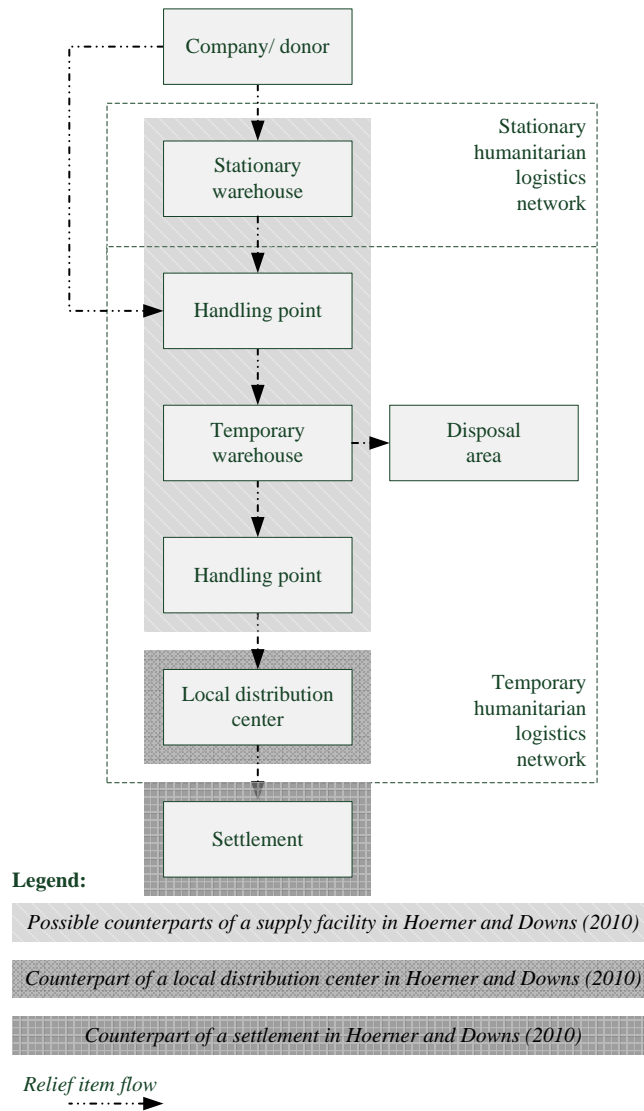 Company/ donor
Stationary
humanitarian
logistics
network
Stationary
warehouse
Handling point
Temporary
warehouse
Disposal
area
Handling point
Local distribution
center
Temporary
humanitarian
logistics
network
Settlement
Legend:
Possible counterparts of a supply facility in Hoerner and Downs (2010)
Counterpart of a local distribution center in Hoerner and Downs (2010)
Counterpart of a settlement in Hoerner and Downs (2010)
Relief item flow